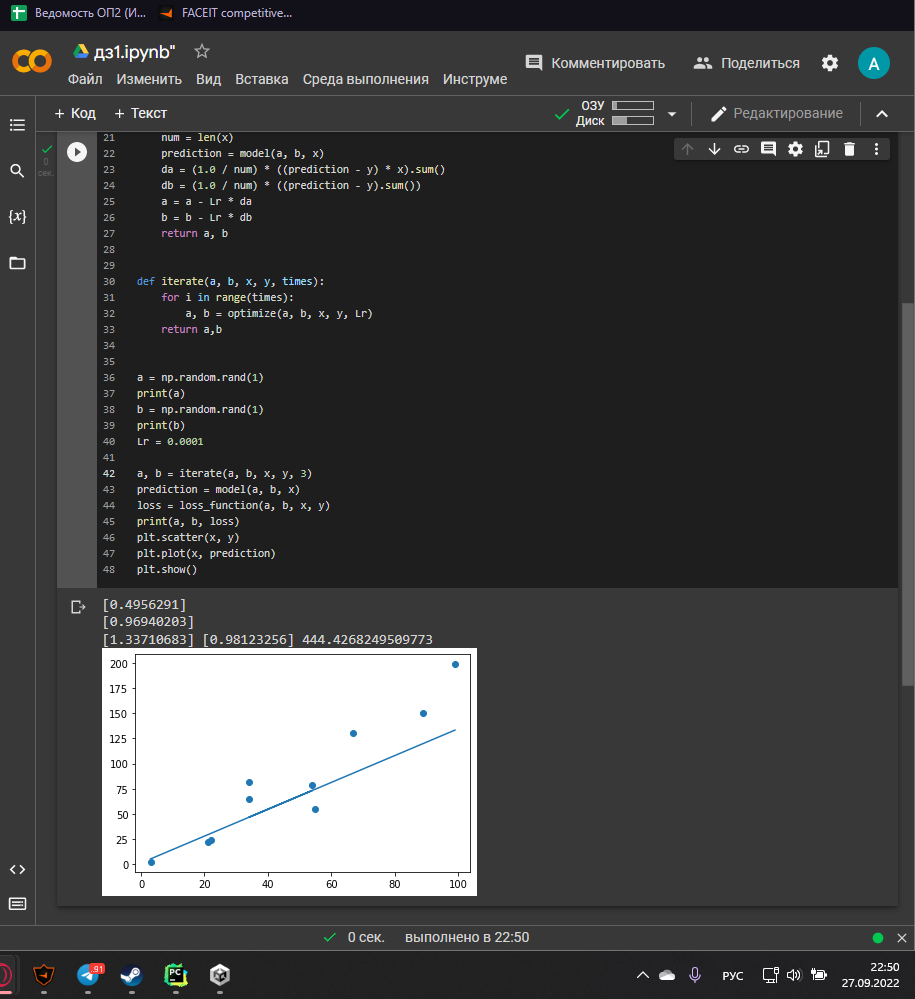 Ведомость ОП2 (И...
FACEIT competitive...
дз1.ipynb"
Файл Изменить Вид Вставка Среда выполнения Инструме
Комментировать
Поделиться
A
+ Код + Текст
ОЗУ
Диск
Редактирование
{x}
0
сек.
21 num = len(x)
22 prediction = model(a, b, x)
23 da = (1.0 / num) * ((prediction - y) * x).sum()
24 db = (1.0 / num) * ((prediction - y).sum())
25 a = a - Lr * da
26 b = b - Lr * db
27 return a, b
28
29
30 def iterate(a, b, x, y, times):
31 for i in range(times):
32 a, b = optimize(a, b, x, y, Lr)
33 return a,b
34
35
36 a = np.random.rand(1)
37 print(a)
38 b = np.random.rand(1)
39 print(b)
40 Lr = 0.0001
41
42 a, b = iterate(a, b, x, y, 3)
43 prediction = model(a, b, x)
44 loss = loss_function(a, b, x, y)
45 print(a, b, loss)
46 plt.scatter(x, y)
47 plt.plot(x, prediction)
48 plt.show()
[0.4956291]
[0.96940203]
[1.33710683] [0.98123256] 444.4268249509773
200
175
150
125
100
75
50
25
0
0 20 40 60 80 100
0 сек. выполнено в 22:50
91
PC
РУС
22:50
27.09.2022